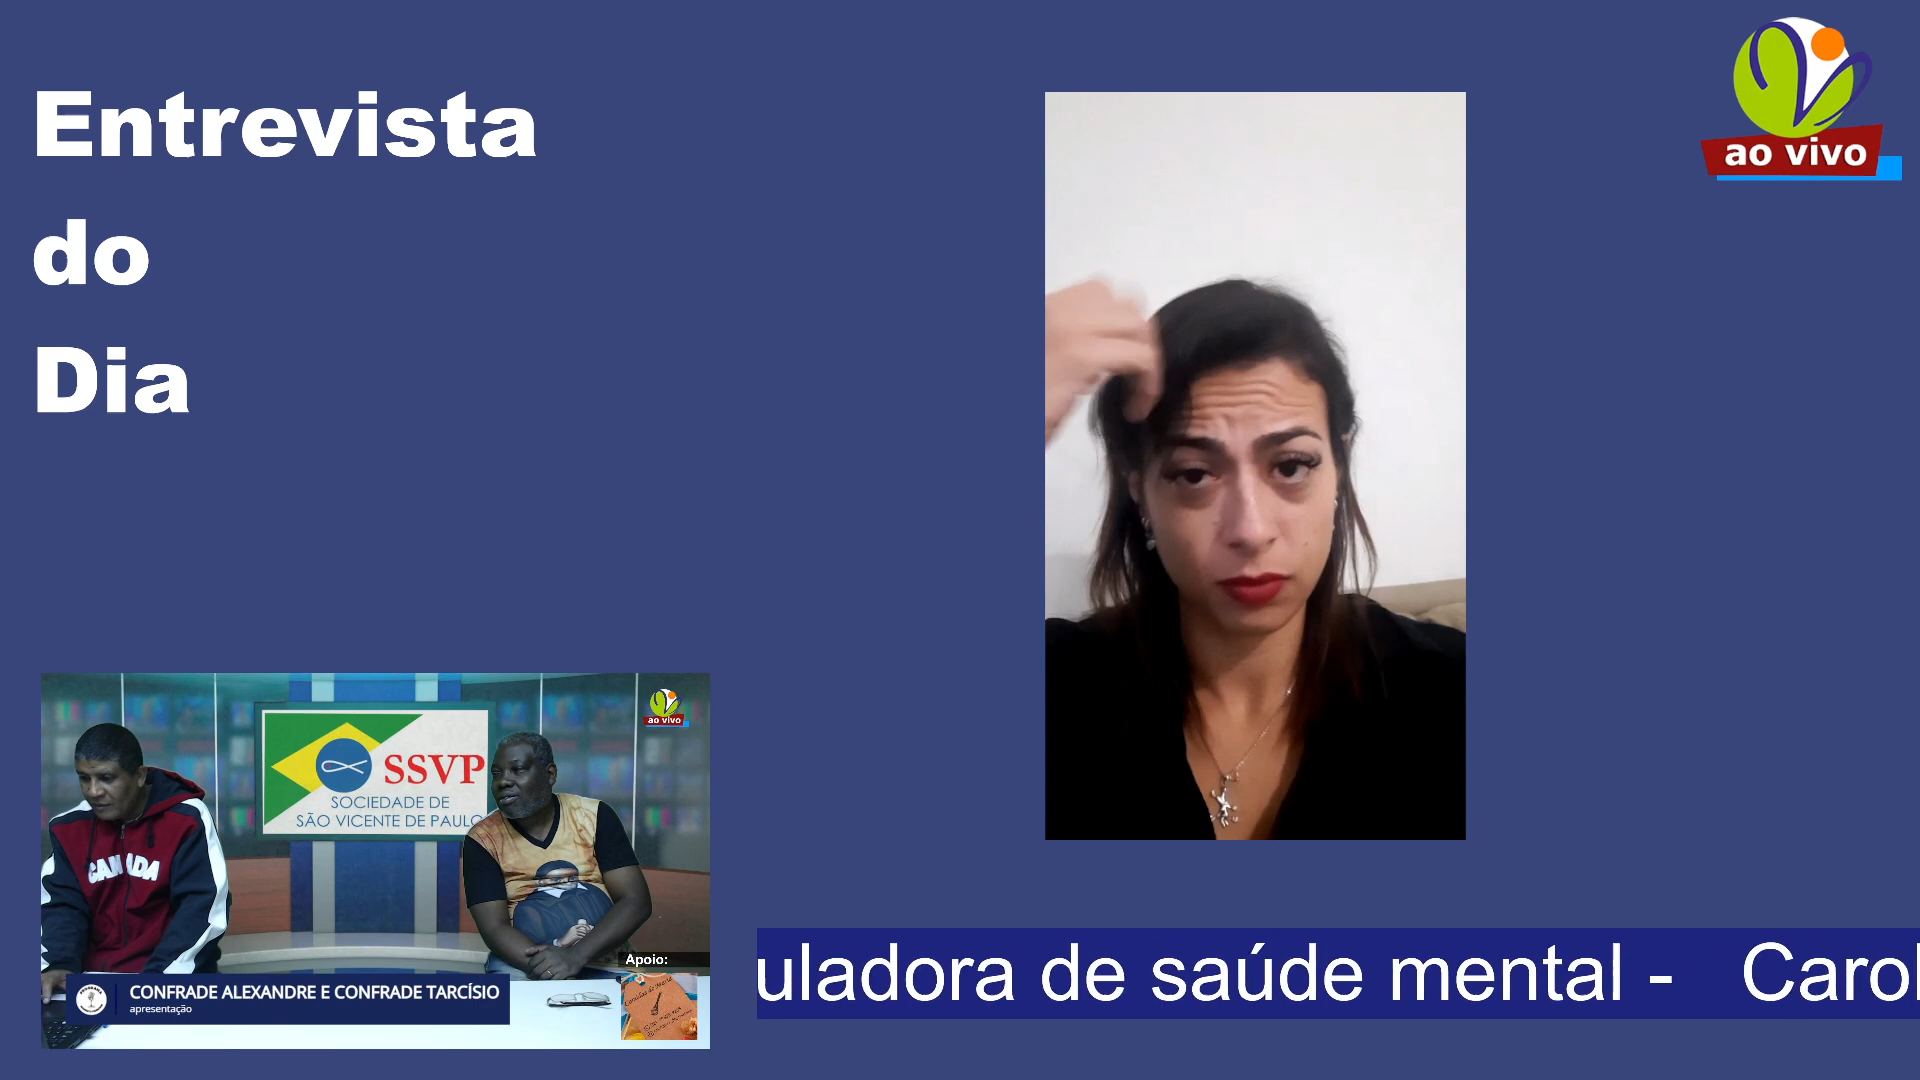 Entrevista
do
Dia
ao vivo
ao vivo
SSVP
SOCIEDADE DE
SÃO VICENTE DE PAULO
CANADA
Apoio:
CONFRADE ALEXANDRE E CONFRADE TARCÍSIO
apresentação
uladora de saúde mental - Carol